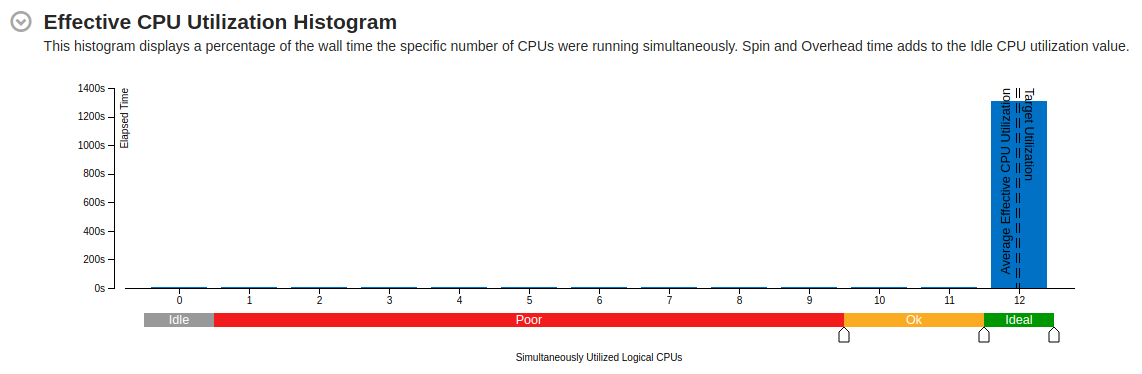 Effective CPU Utilization Histogram
This histogram displays a percentage of the wall time the specific number of CPUs were running simultaneously. Spin and Overhead time adds to the Idle CPU utilization value.
1400s
1200s
1000s
800s
600s
400s
200s
0s
Elapsed Time
Average Effective CPU Utilization
Target Utilization
0 1 2 3 4 5 6 7 8 9 10 11 12
Idle Poor Ok Ideal
Simultaneously Utilized Logical CPUs